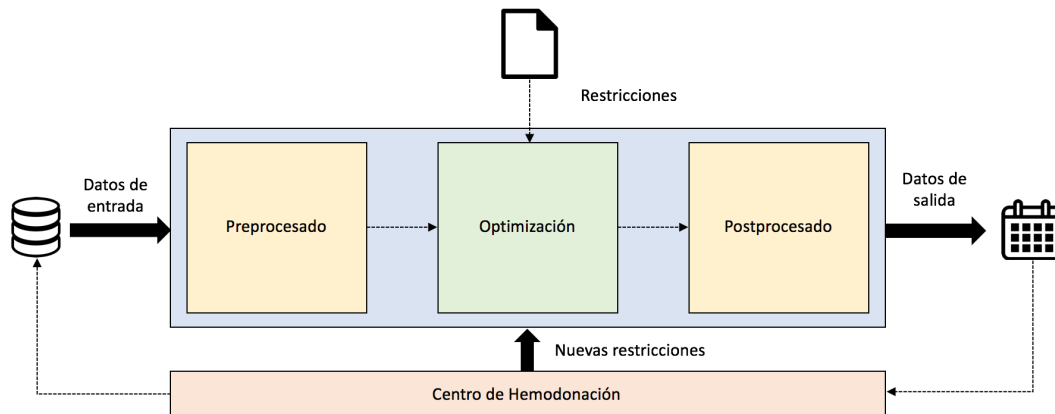 Restricciones
Datos de
entrada
Preprocesado
Optimización
Postprocesado
Datos de
salida
Nuevas restricciones
Centro de Hemodonación